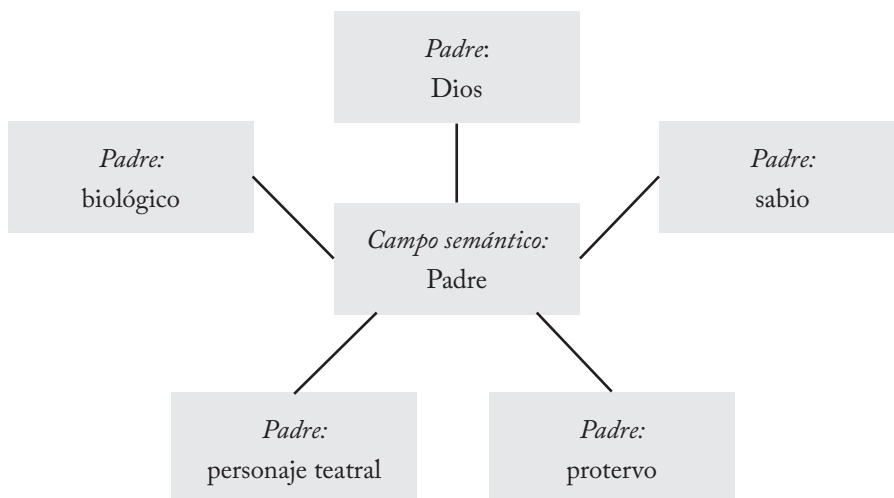 Padre:
Dios
Padre:
biológico
Padre:
sabio
Campo semántico:
Padre
Padre:
personaje teatral
Padre:
protervo